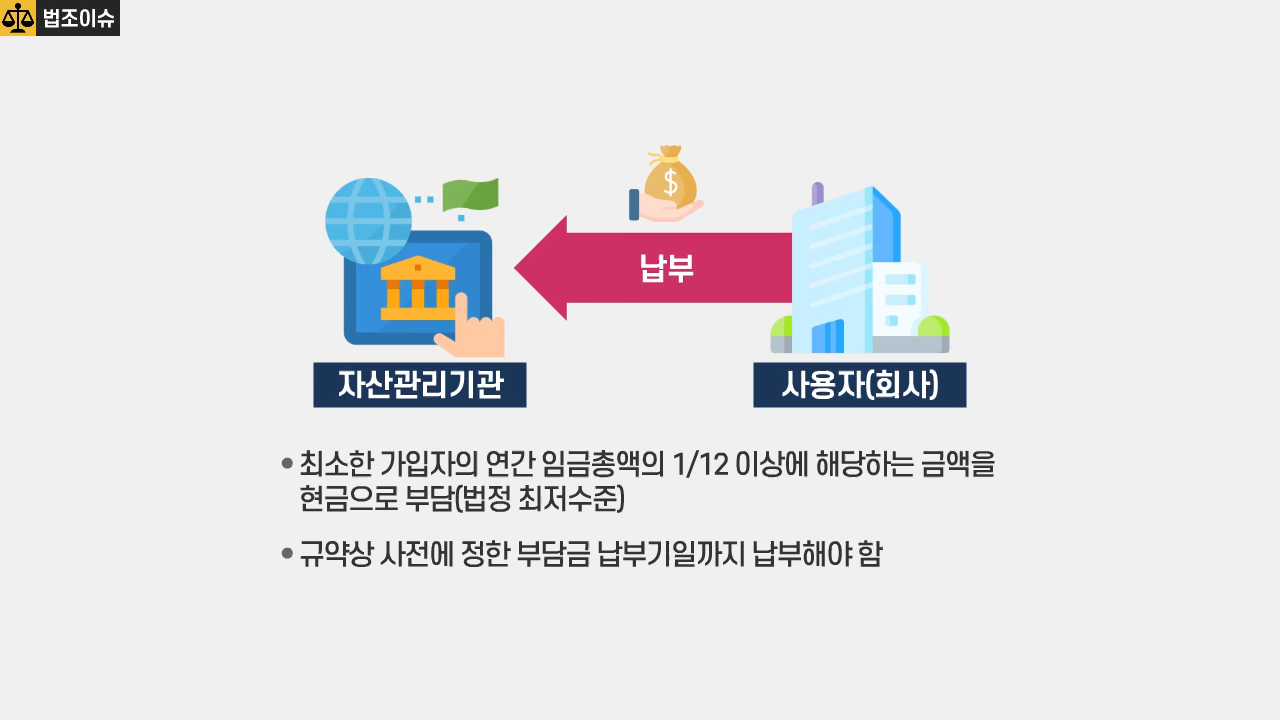 법조이슈
납부
자산관리기관
사용자(회사)
• 최소한 가입자의 연간 임금총액의 1/12 이상에 해당하는 금액을
현금으로 부담(법정 최저수준)
• 규약상 사전에 정한 부담금 납부기일까지 납부해야 함